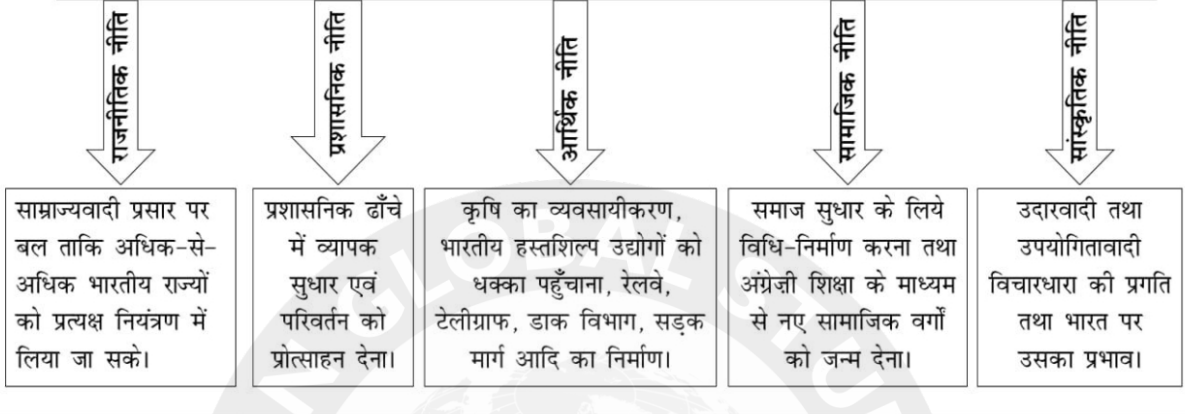 राजनीतिक नीति
साम्राज्यवादी प्रसार पर
बल ताकि अधिक-से-
अधिक भारतीय राज्यों
को प्रत्यक्ष नियंत्रण में
लिया जा सके।
प्रशासनिक नीति
प्रशासनिक ढाँचे
में व्यापक
सुधार एवं
परिवर्तन को
प्रोत्साहन देना।
आर्थिक नीति
कृषि का व्यवसायीकरण,
भारतीय हस्तशिल्प उद्योगों को
धक्का पहुँचाना, रेलवे,
टेलीग्राफ, डाक विभाग, सड़क
मार्ग आदि का निर्माण।
सामाजिक नीति
समाज सुधार के लिये
विधि-निर्माण करना तथा
अंग्रेज़ी शिक्षा के माध्यम
से नए सामाजिक वर्गों
को जन्म देना।
सांस्कृतिक नीति
उदारवादी तथा
उपयोगितावादी
विचारधारा की प्रगति
तथा भारत पर
उसका प्रभाव।
GLOBAL